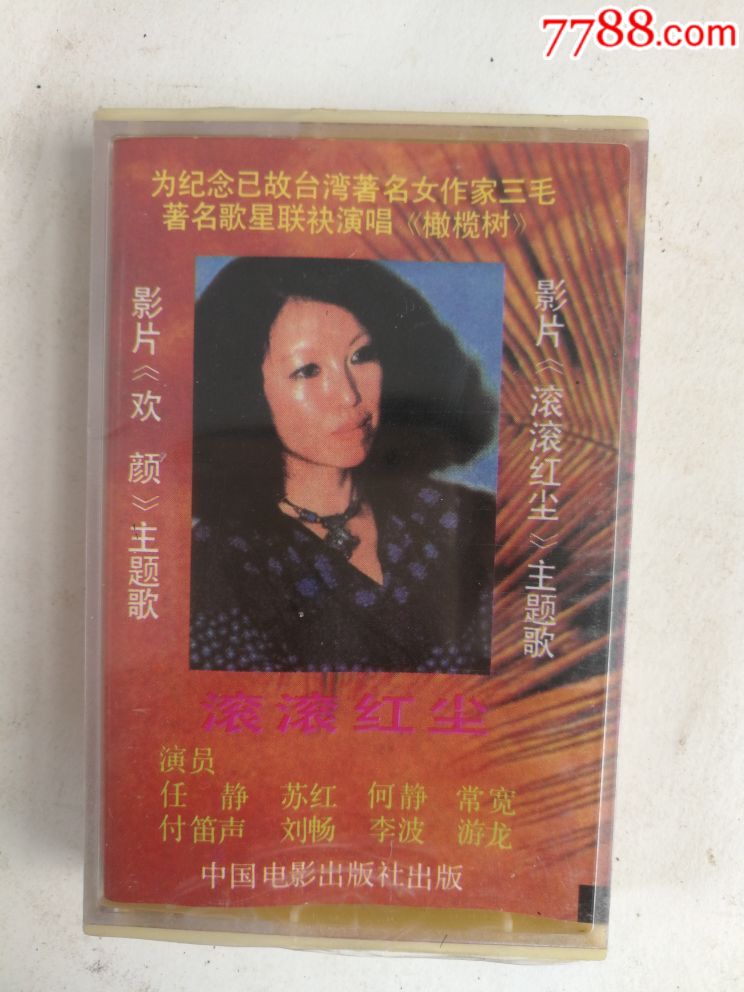 7788.com
为纪念已故台湾著名女作家三毛
著名歌星联袂演唱《橄榄树》
影片《欢 颜》主题歌
影片《滚滚红尘》主题歌
滚滚红尘
演员
任 静 苏红 何静 常宽
付笛声 刘畅 李波 游龙
中国电影出版社出版